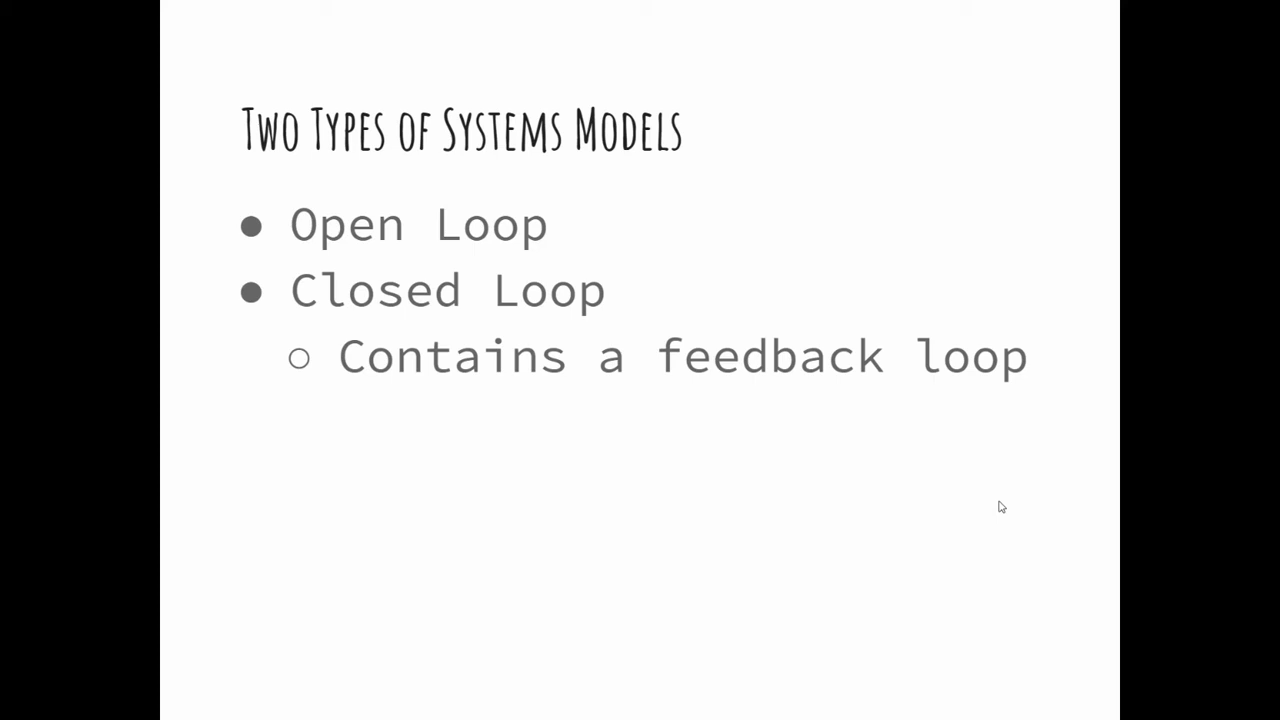 Two Types of Systems Models
● Open Loop
● Closed Loop
○ Contains a feedback loop